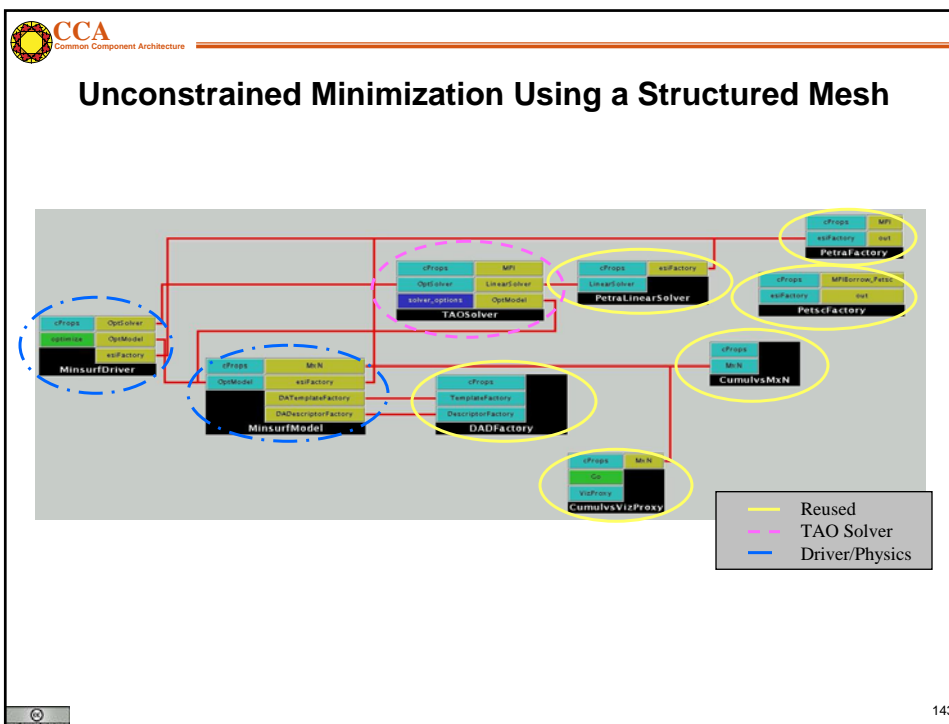 CCA
Common Component Architecture
Unconstrained Minimization Using a Structured Mesh
cProps MPI
esiFactory out
PetraFactory
cProps MPI
OptSolver LinearSolver
solver_options OptModel
TAOSolver
cProps esiFactory
LinearSolver
PetraLinearSolver
cProps MPIBorrow_Petsc
esiFactory out
PetscFactory
cProps OptSolver
optimize OptModel
esiFactory
MinsurfDriver
cProps MxN
OptModel esiFactory
DATemplateFactory
DADescriptorFactory
MinsurfModel
cProps
TemplateFactory
DescriptorFactory
DADFactory
cProps
MxN
CumulvsMxN
cProps MxN
Go
VizProxy
CumulvsVizProxy
Reused
TAO Solver
Driver/Physics
cc
143